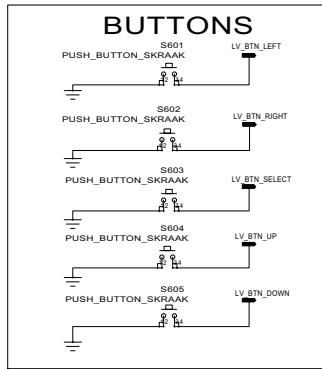 BUTTONS
S601
PUSH_BUTTON_SKRAAK
LV_BTN_LEFT
S602
PUSH_BUTTON_SKRAAK
LV_BTN_RIGHT
S603
PUSH_BUTTON_SKRAAK
LV_BTN_SELECT
S604
PUSH_BUTTON_SKRAAK
LV_BTN_UP
S605
PUSH_BUTTON_SKRAAK
LV_BTN_DOWN